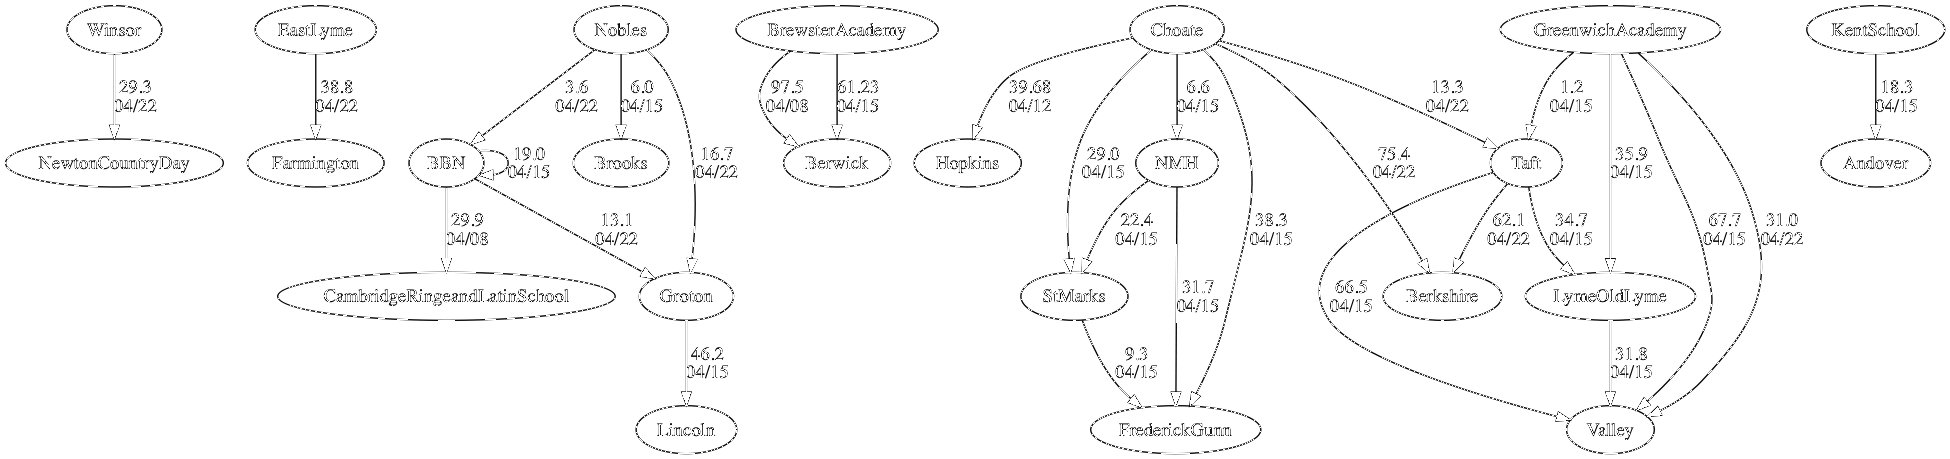 Winsor
EastLyme
Nobles
BrewsterAcademy
Choate
GreenwichAcademy
KentSchool
29.3
04/22
38.8
04/22
3.6
04/22
6.0
04/15
97.5
04/08
61.23
04/15
39.68
04/12
6.6
04/15
13.3
04/22
1.2
04/15
18.3
04/15
NewtonCountryDay
Farmington
BBN
19.0
04/15
Brooks
16.7
04/22
Berwick
Hopkins
29.0
04/15
NMH
75.4
04/22
Taft
35.9
04/15
Andover
29.9
04/08
13.1
04/22
22.4
04/15
38.3
04/15
62.1
04/22
34.7
04/15
67.7
04/15
31.0
04/22
CambridgeRingeandLatinSchool
Groton
StMarks
31.7
04/15
66.5
04/15
Berkshire
LymeOldLyme
46.2
04/15
9.3
04/15
31.8
04/15
Lincoln
FrederickGunn
Valley